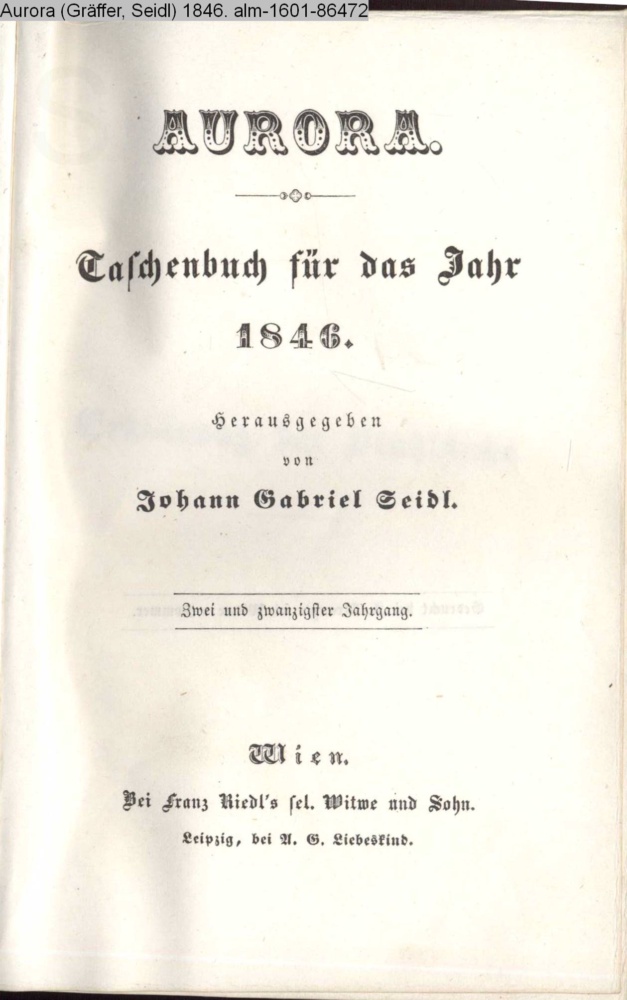 Aurora (Gräffer, Seidl) 1846. alm-1601-86472
AURORA.
Taschenbuch für das Jahr
1846.
Herausgegeben
von
Johann Gabriel Seidl.
Zwei und zwanzigster Jahrgang.
Wien.
Bei Franz Riedl's sel. Witwe und Sohn.
Leipzig, bei A. G. Liebeskind.